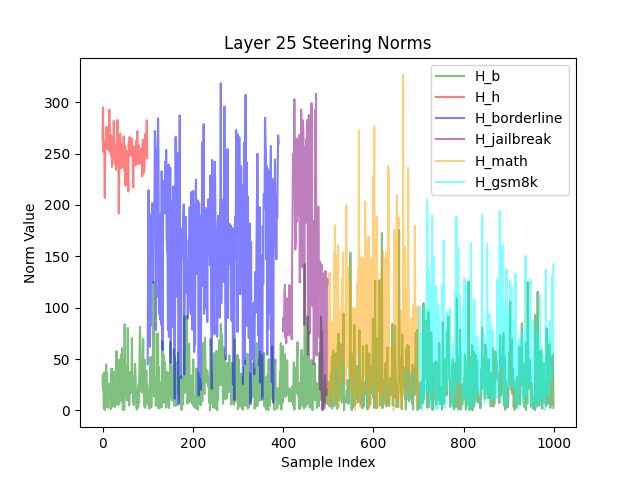 Layer 25 Steering Norms
H_b
H_h
H_borderline
H_jailbreak
H_math
H_gsm8k
Norm Value
300
250
200
150
100
50
0
0 200 400 600 800 1000
Sample Index